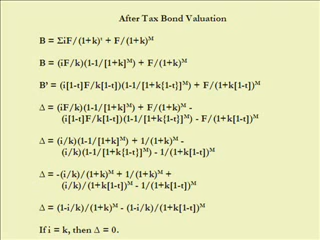 After Tax Bond Valuation
B = ΣiF/(1+k)ᵗ + F/(1+k)ᴹ
B = (iF/k)(1-1/[1+k]ᴹ) + F/(1+k)ᴹ
B' = (i[1-t]F/k[1-t])(1-1/[1+k{1-t}]ᴹ) + F/(1+k[1-t])ᴹ
Δ = (iF/k)(1-1/[1+k]ᴹ) + F/(1+k)ᴹ -
(i[1-t]F/k[1-t])(1-1/[1+k{1-t}]ᴹ) - F/(1+k[1-t])ᴹ
Δ = (i/k)(1-1/[1+k]ᴹ) + 1/(1+k)ᴹ -
(i/k)(1-1/[1+k{1-t}]ᴹ) - 1/(1+k[1-t])ᴹ
Δ = -(i/k)/(1+k)ᴹ + 1/(1+k)ᴹ +
(i/k)/(1+k[1-t])ᴹ - 1/(1+k[1-t])ᴹ
Δ = (1-i/k)/(1+k)ᴹ - (1-i/k)/(1+k[1-t])ᴹ
If i = k, then Δ = 0.